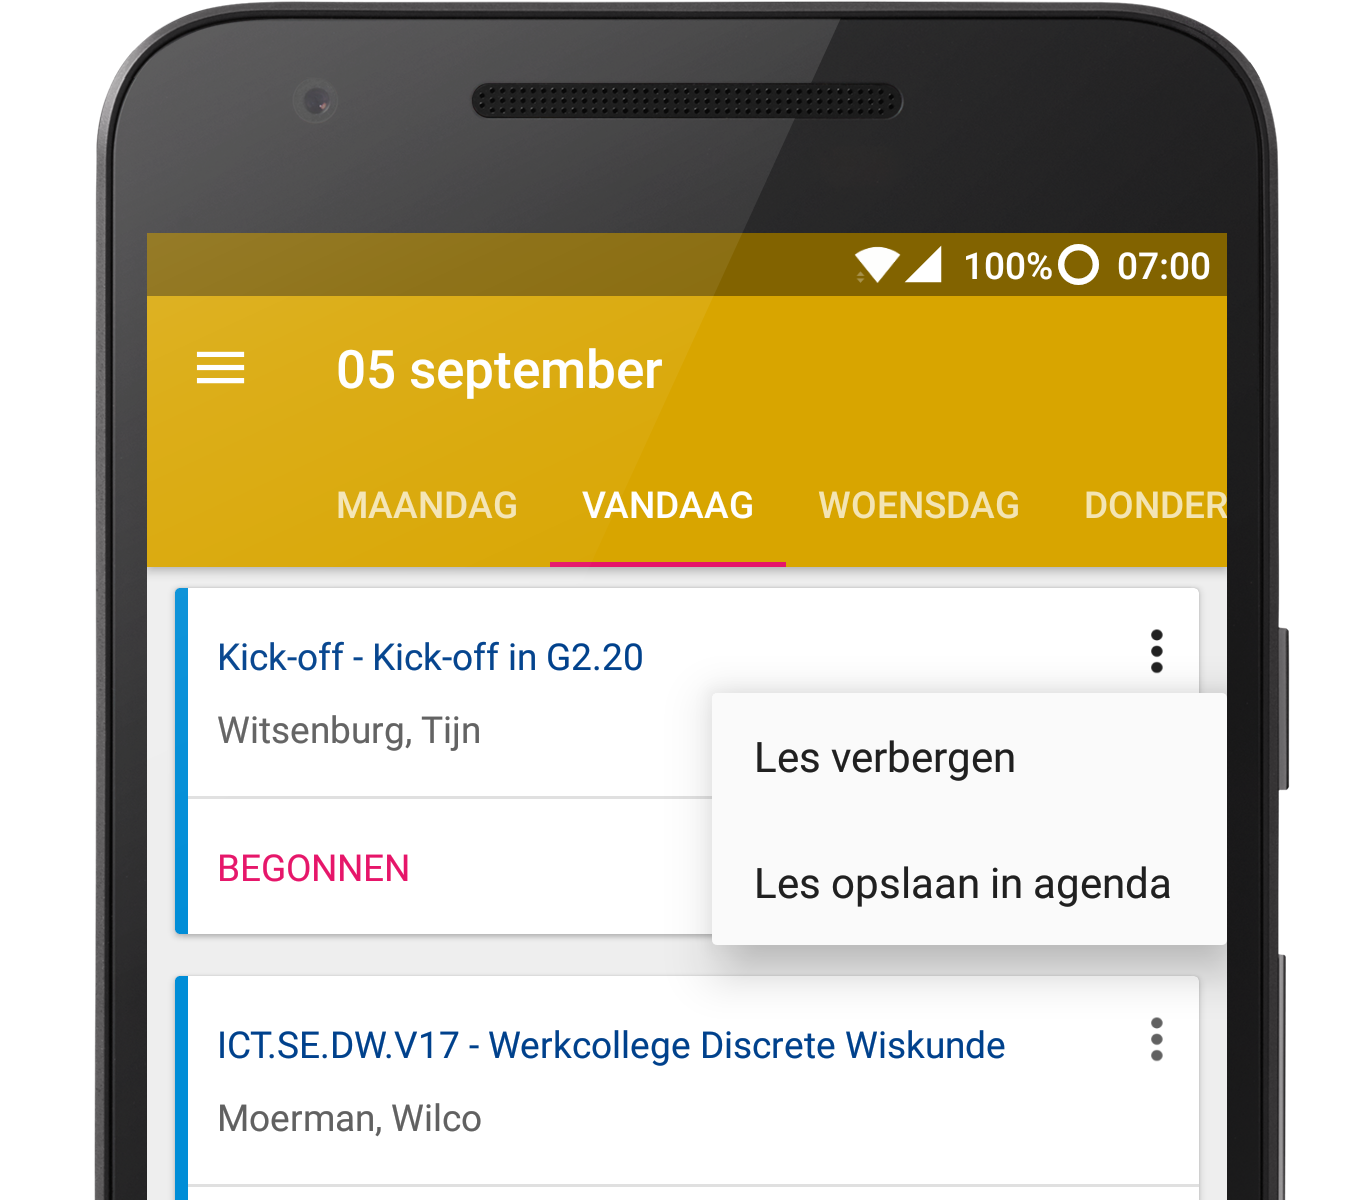 100% 07:00
05 september
MAANDAG VANDAAG WOENSDAG DONDER
Kick-off - Kick-off in G2.20
Witsenburg, Tijn
Les verbergen
BEGONNEN
Les opslaan in agenda
ICT.SE.DW.V17 - Werkcollege Discrete Wiskunde
Moerman, Wilco